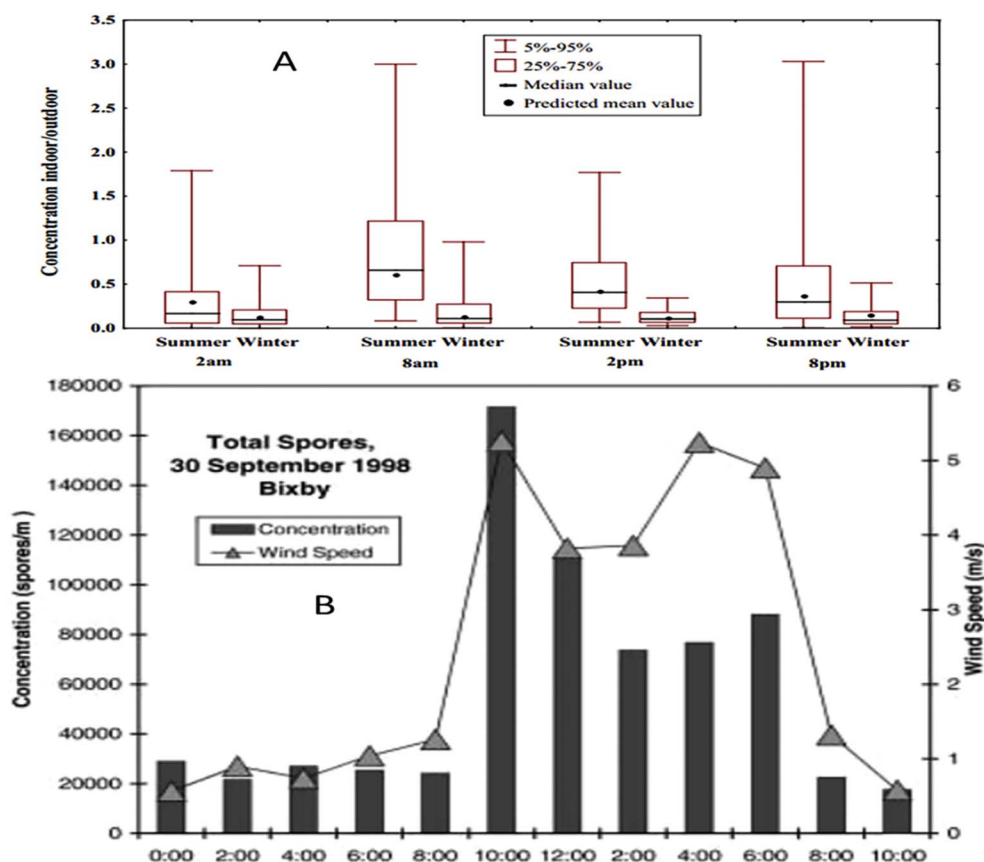 3.5
3.0
2.5
2.0
1.5
1.0
0.5
0.0
Concentration indoor/outdoor
A
5%-95%
25%-75%
Median value
Predicted mean value
Summer Winter Summer Winter Summer Winter Summer Winter
2am 8am 2pm 8pm
180000
160000
140000
120000
100000
80000
60000
40000
20000
0
Concentration (spores/m )
Total Spores,
30 September 1998
Bixby
Concentration
Wind Speed
B
6
5
4
3
2
1
0
Wind Speed (m/s)
0:00 2:00 4:00 6:00 8:00 10:00 12:00 2:00 4:00 6:00 8:00 10:00